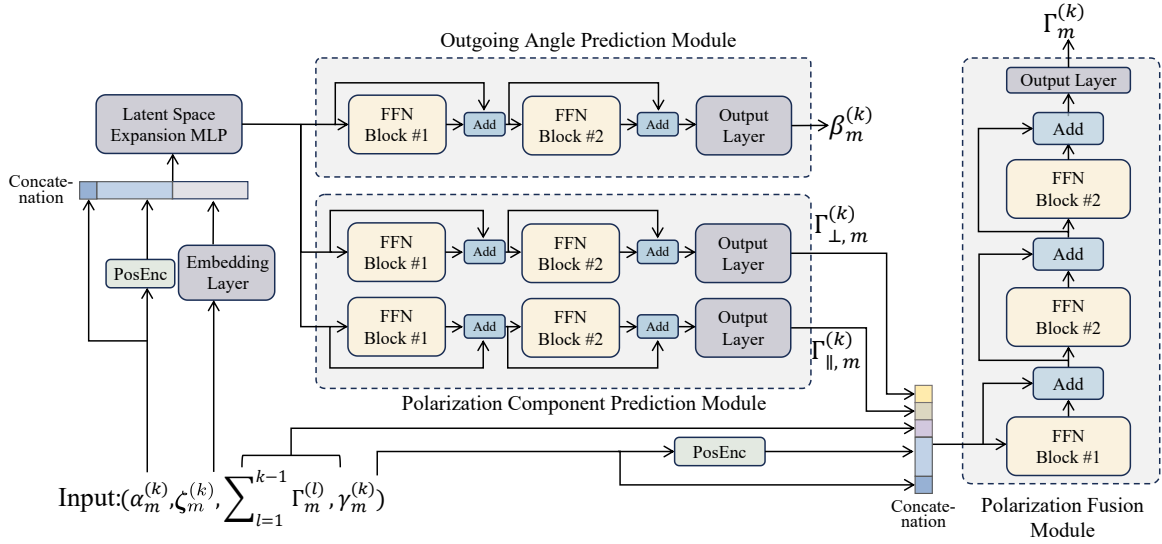 Outgoing Angle Prediction Module
Latent Space
Expansion MLP
FFN
Block #1
Add
FFN
Block #2
Add
Output
Layer
β_m^{(k)}
Concate-
nation
PosEnc
Embedding
Layer
FFN
Block #1
Add
FFN
Block #2
Add
Output
Layer
Γ_{⊥, m}^{(k)}
FFN
Block #1
Add
FFN
Block #2
Add
Output
Layer
Γ_{∥, m}^{(k)}
Polarization Component Prediction Module
Input:(α_m^{(k)},ζ_m^{(k)},∑_{l=1}^{k−1} Γ_m^{(l)},γ_m^{(k)})
PosEnc
Concate-
nation
Γ_m^{(k)}
Output Layer
Add
FFN
Block #2
Add
FFN
Block #2
Add
FFN
Block #1
Polarization Fusion
Module